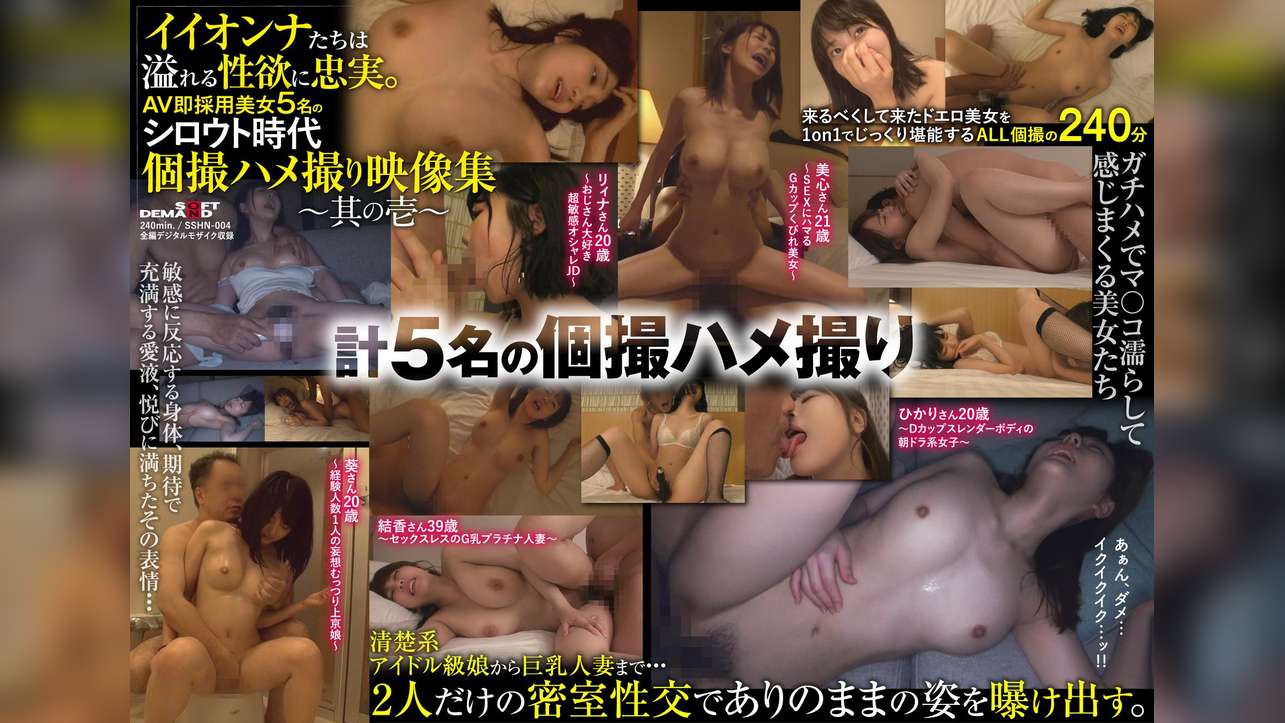 イイオンナたちは
溢れる性欲に忠実。
AV即採用美女5名の
シロウト時代
個撮ハメ撮り映像集
～其の壱～
SOFT
ON
DEMAND
240min. / SSHN-004
全編デジタルモザイク収録
来るべくして来たドエロ美女を
1on1でじっくり堪能するALL個撮の240分
ガチハメでマ〇コ濡らして
感じまくる美女たち
美心さん21歳
～SEXにハマる
Gカップくびれ美女～
リィナさん20歳
～おじさん大好き
超敏感オシャレJD～
敏感に反応する身体、期待で
充満する愛液、悦びに満ちたその表情…
計5名の個撮ハメ撮り
ひかりさん20歳
～Dカップスレンダーボディの
朝ドラ系女子～
葵さん20歳
～経験人数1人の妄想むっつり上京娘～
結香さん39歳
～セックスレスのG乳プラチナ人妻～
あぁん、ダメ…
イクイクイク…ッ!!
清楚系
アイドル級娘から巨乳人妻まで…
2人だけの密室性交でありのままの姿を曝け出す。